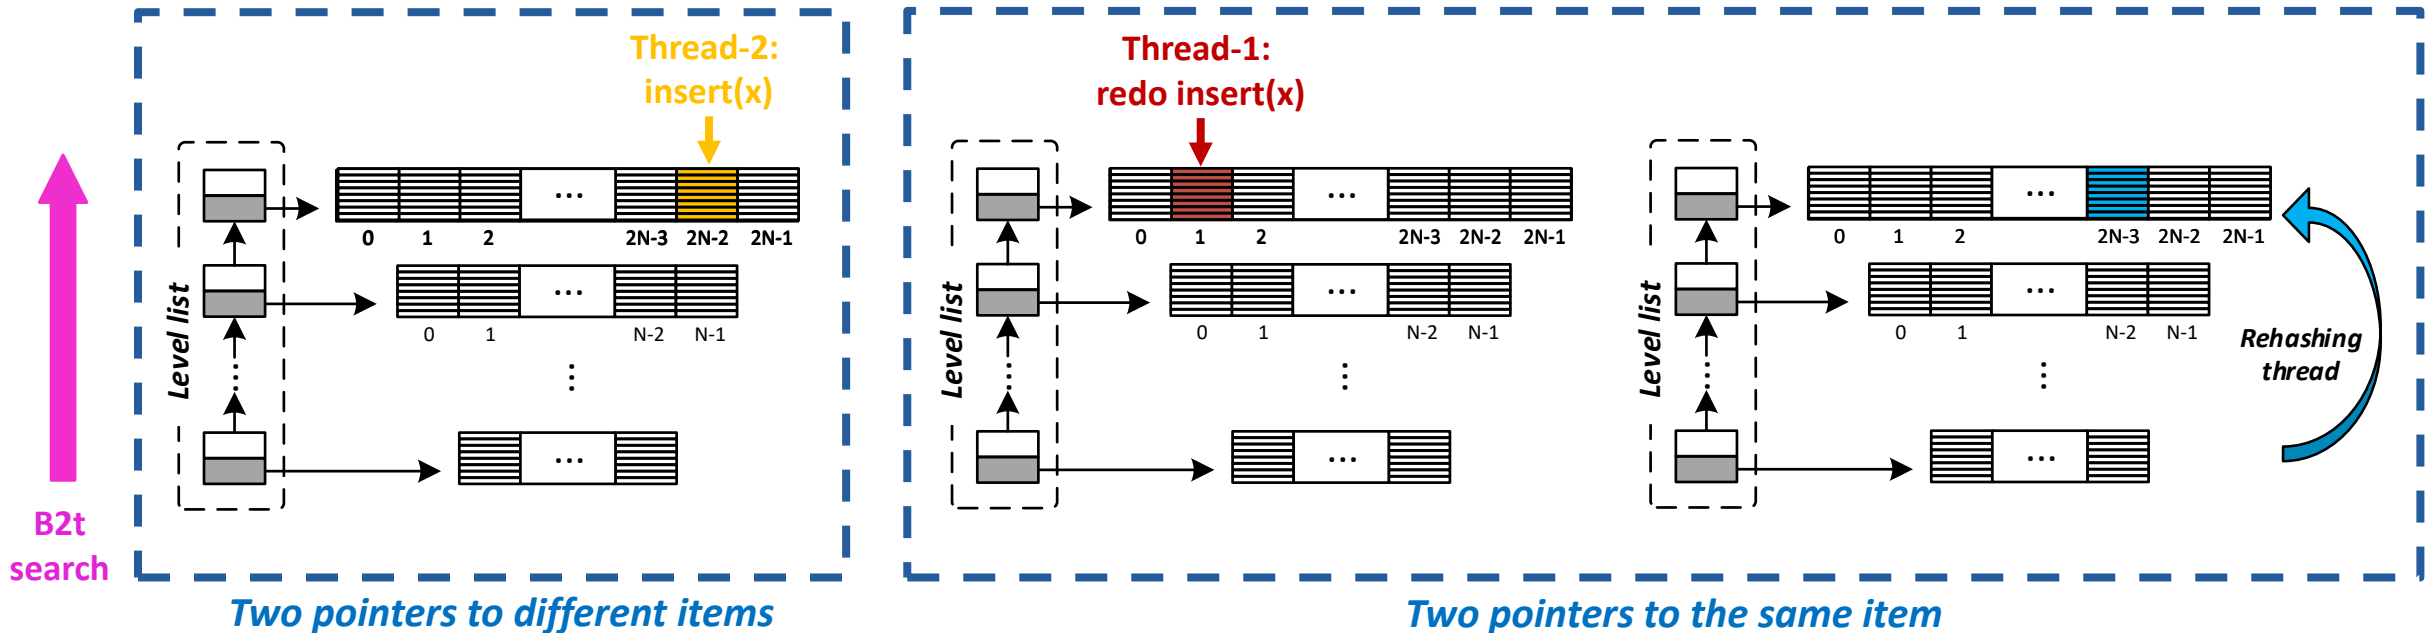 Thread-2:
insert(x)
Level list
...
0 1 2 2N-3 2N-2 2N-1
...
0 1 N-2 N-1
...
...
B2t
search
Two pointers to different items
Thread-1:
redo insert(x)
Level list
...
0 1 2 2N-3 2N-2 2N-1
...
0 1 N-2 N-1
...
...
Level list
...
0 1 2 2N-3 2N-2 2N-1
...
0 1 N-2 N-1
...
...
Rehashing
thread
Two pointers to the same item